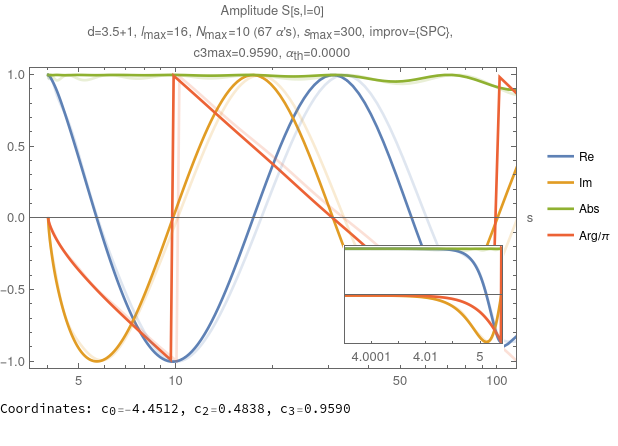 Amplitude S[s,l=0]
d=3.5+1, lmax=16, Nmax=10 (67 α's), smax=300, improv={SPC},
c3max=0.9590, αth=0.0000
1.0
0.5
0.0
−0.5
−1.0
5 10 50 100
s
Re
Im
Abs
Arg/π
4.0001 4.01 5
Coordinates: c0=-4.4512, c2=0.4838, c3=0.9590